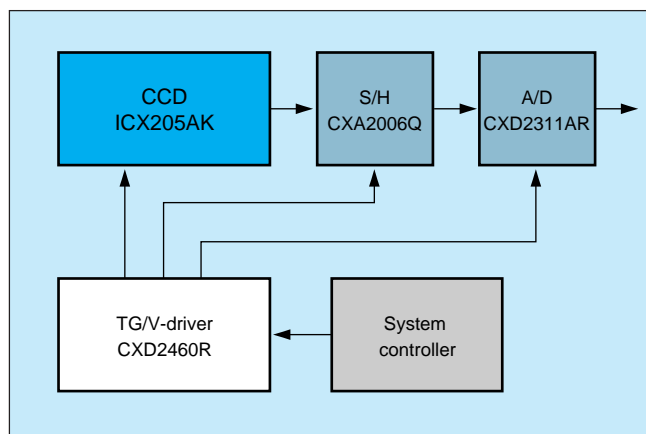 CCD
ICX205AK
S/H
CXA2006Q
A/D
CXD2311AR
TG/V-driver
CXD2460R
System
controller